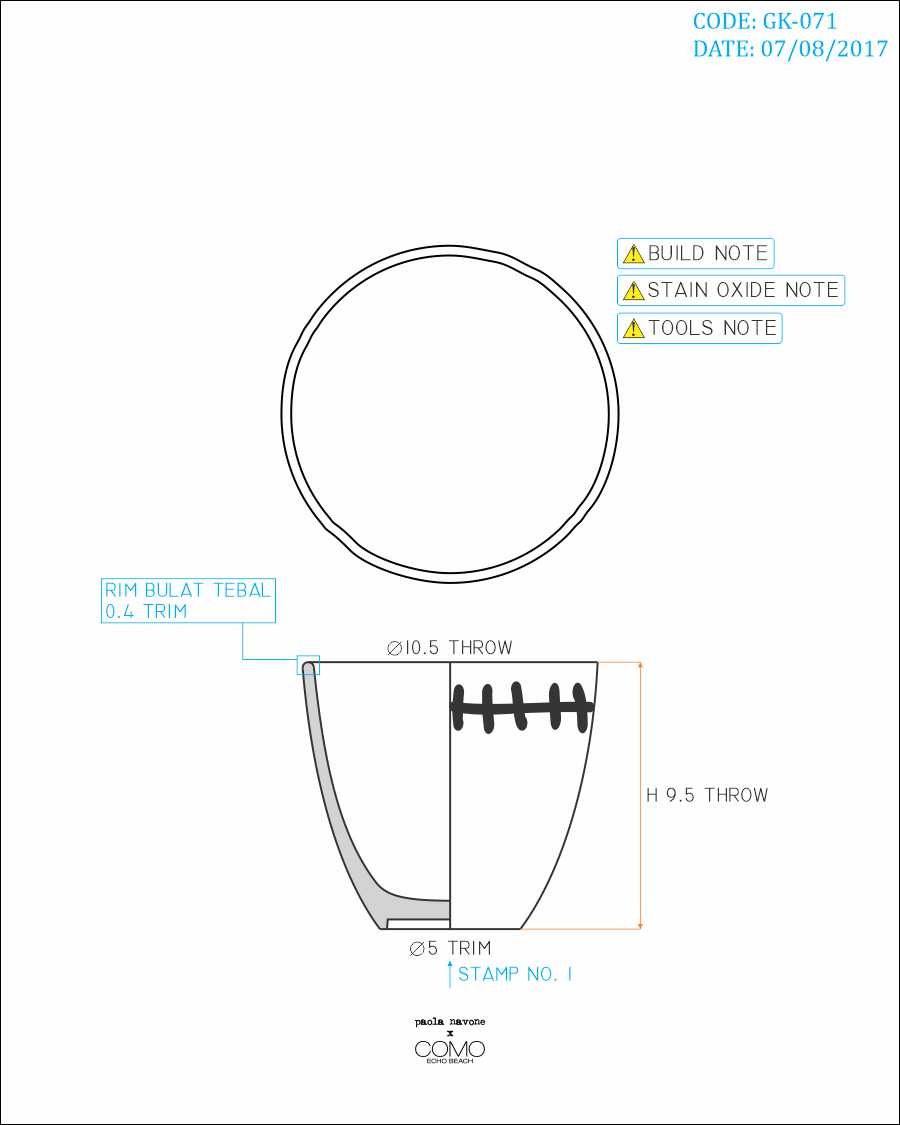 CODE: GK-071
DATE: 07/08/2017
BUILD NOTE
STAIN OXIDE NOTE
TOOLS NOTE
RIM BULAT TEBAL
0.4 TRIM
∅10.5 THROW
H 9.5 THROW
∅5 TRIM
STAMP NO. 1
paola navone
x
COMO
ECHO BEACH